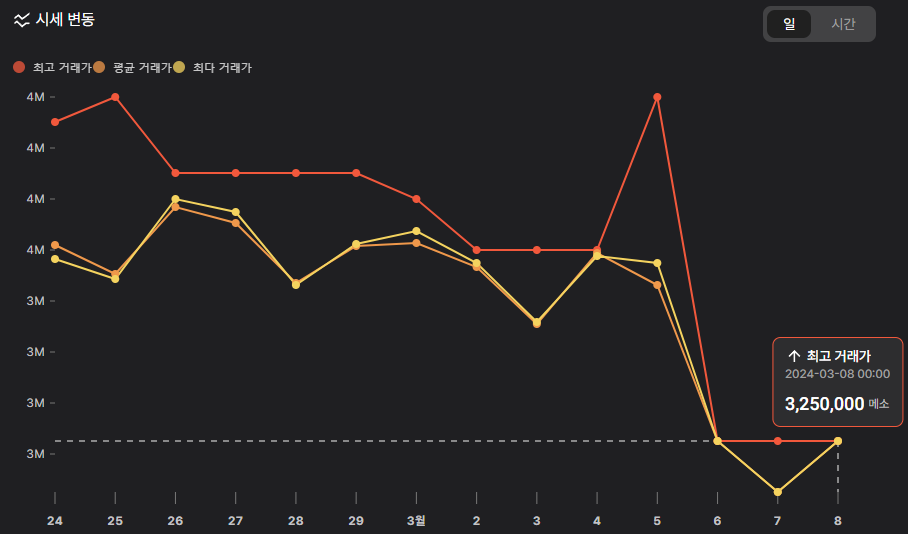 시세 변동
일 시간
최고 거래가 평균 거래가 최다 거래가
4M
4M
4M
4M
3M
3M
3M
3M
최고 거래가
2024-03-08 00:00
3,250,000 메소
24 25 26 27 28 29 3월 2 3 4 5 6 7 8